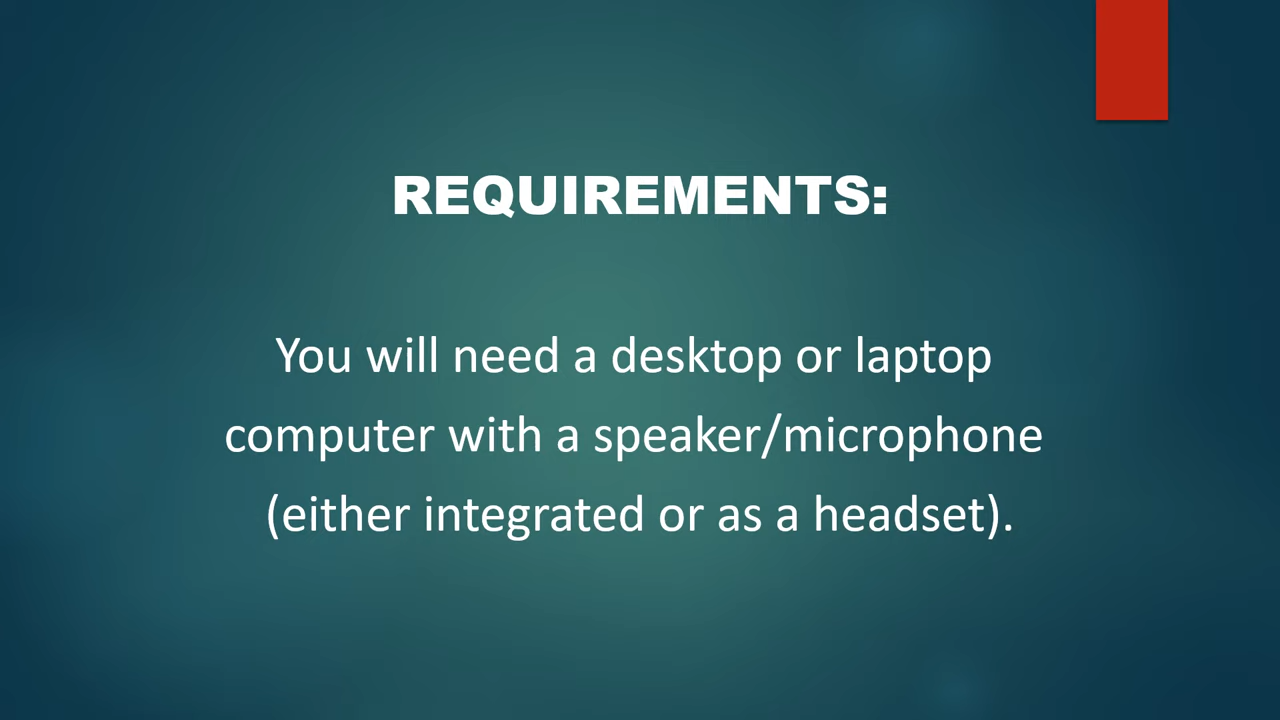 REQUIREMENTS:
You will need a desktop or laptop
computer with a speaker/microphone
(either integrated or as a headset).